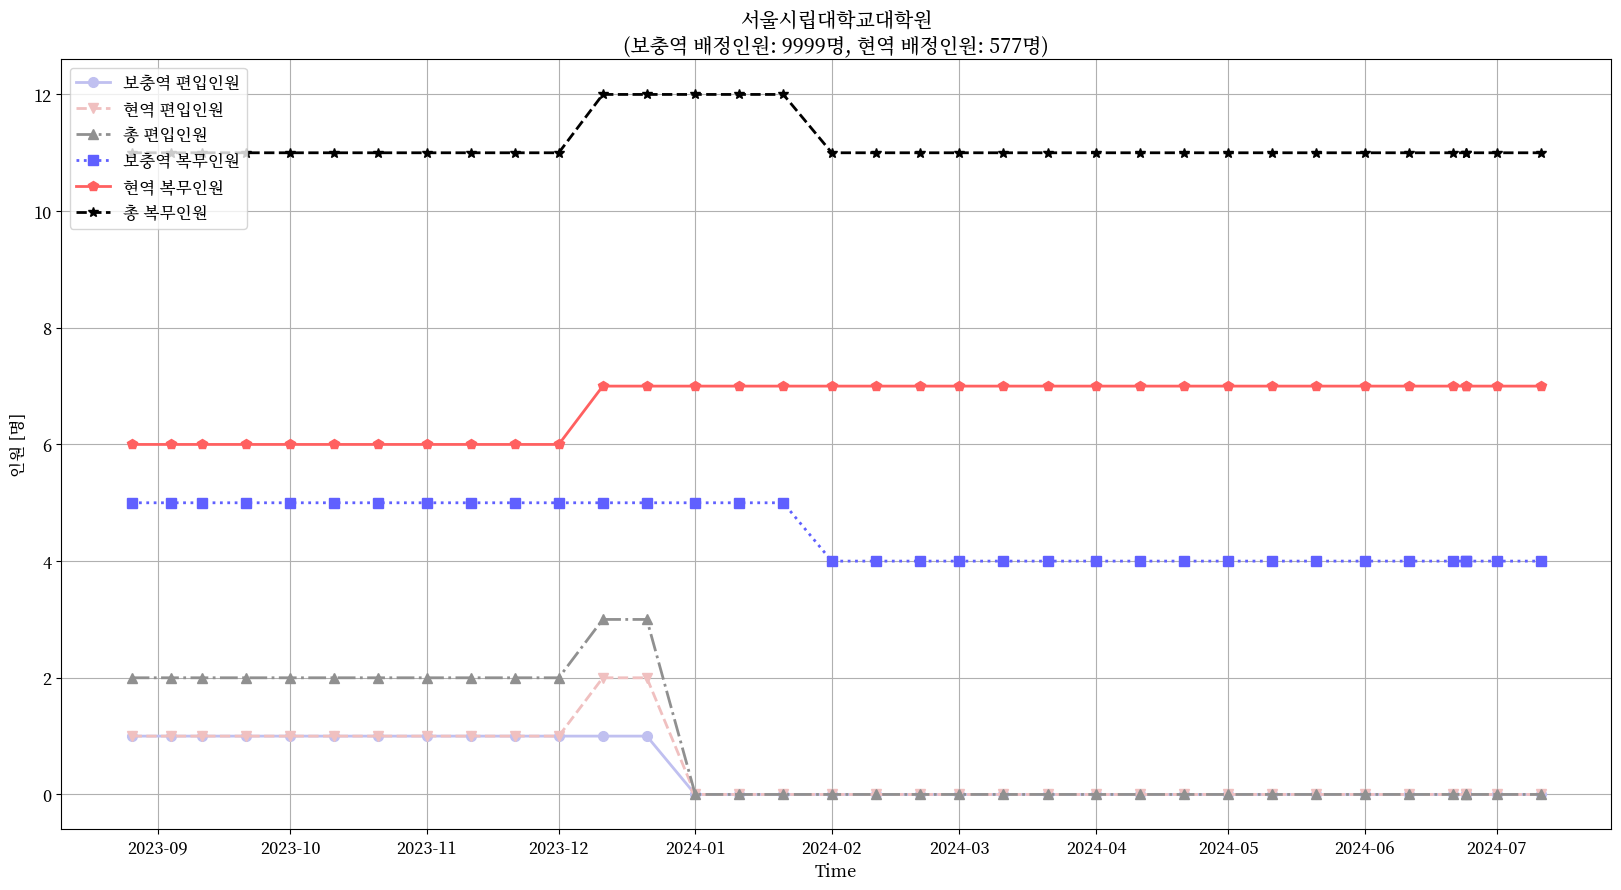 서울시립대학교대학원
(보충역 배정인원: 9999명, 현역 배정인원: 577명)
보충역 편입인원
현역 편입인원
총 편입인원
보충역 복무인원
현역 복무인원
총 복무인원
12
10
8
6
4
2
0
인원 [명]
2023-09
2023-10
2023-11
2023-12
2024-01
2024-02
2024-03
2024-04
2024-05
2024-06
2024-07
Time